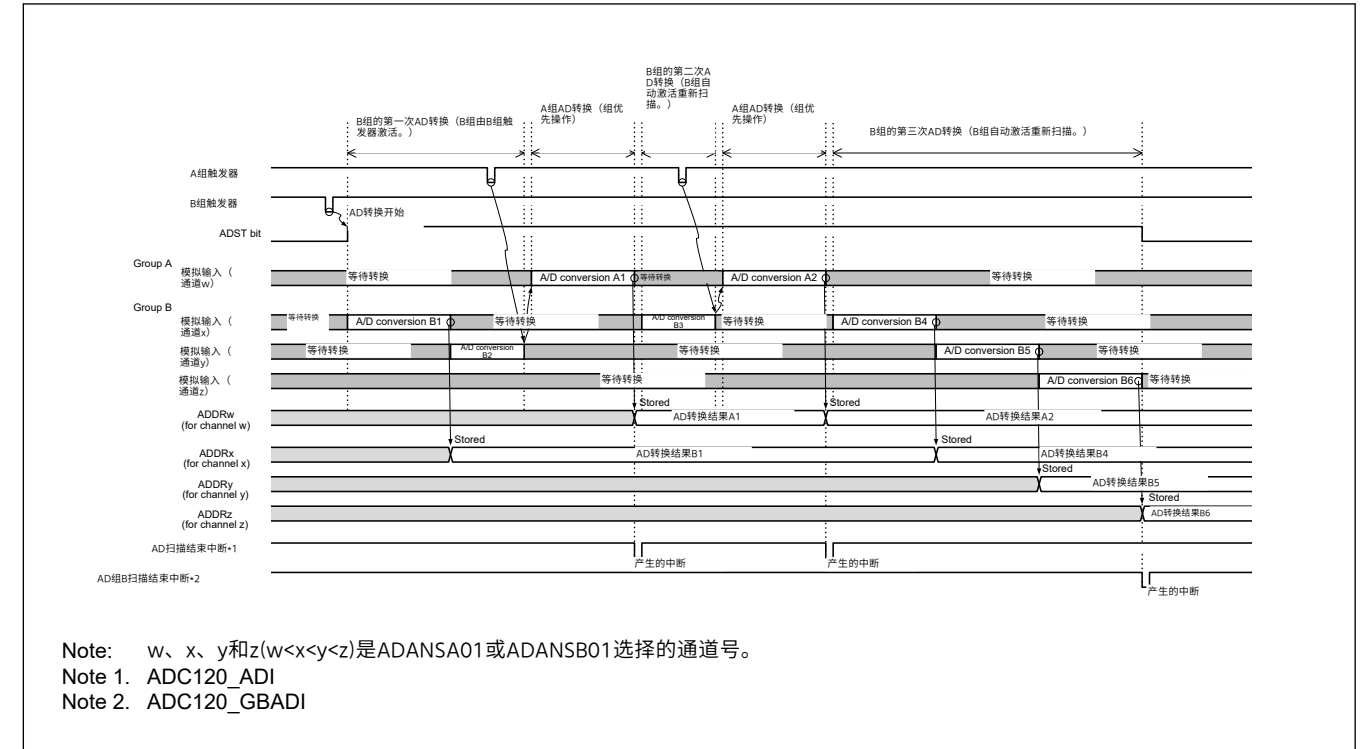 B组的第二次A
D转换（B组自
动激活重新扫
描。）
A组AD转换（组优
先操作）
A组AD转换（组优
先操作）
B组的第一次AD转换（B组由B组触
发器激活。）
B组的第三次AD转换（B组自动激活重新扫描。）
A组触发器
B组触发器
AD转换开始
ADST bit
Group A
模拟输入（
通道w）
等待转换
A/D conversion A1
等待转换
A/D conversion A2
等待转换
Group B
模拟输入（
通道x）
等待转换
A/D conversion B1
等待转换
A/D conversion
B3
等待转换
A/D conversion B4
等待转换
模拟输入（
通道y）
等待转换
A/D conversion
B2
等待转换
A/D conversion B5
等待转换
模拟输入（
通道z）
等待转换
A/D conversion B6
等待转换
Stored
Stored
ADDRw
(for channel w)
AD转换结果A1
AD转换结果A2
Stored
Stored
ADDRx
(for channel x)
AD转换结果B1
AD转换结果B4
Stored
ADDRy
(for channel y)
AD转换结果B5
Stored
ADDRz
(for channel z)
AD转换结果B6
AD扫描结束中断*1
产生的中断
产生的中断
AD组B扫描结束中断*2
产生的中断
Note: w、x、y和z(w<x<y<z)是ADANSA01或ADANSB01选择的通道号。
Note 1. ADC120_ADI
Note 2. ADC120_GBADI